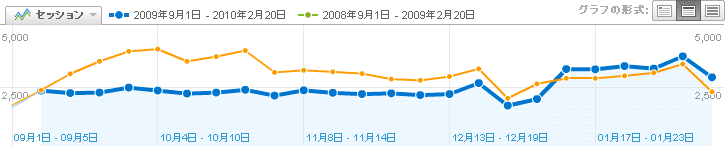 セッション 2009年9月1日 - 2010年2月20日 2008年9月1日 - 2009年2月20日 グラフの形式:
5,000 5,000
2,500 2,500
09月1日 - 09月5日 10月4日 - 10月10日 11月8日 - 11月14日 12月13日 - 12月19日 01月17日 - 01月23日